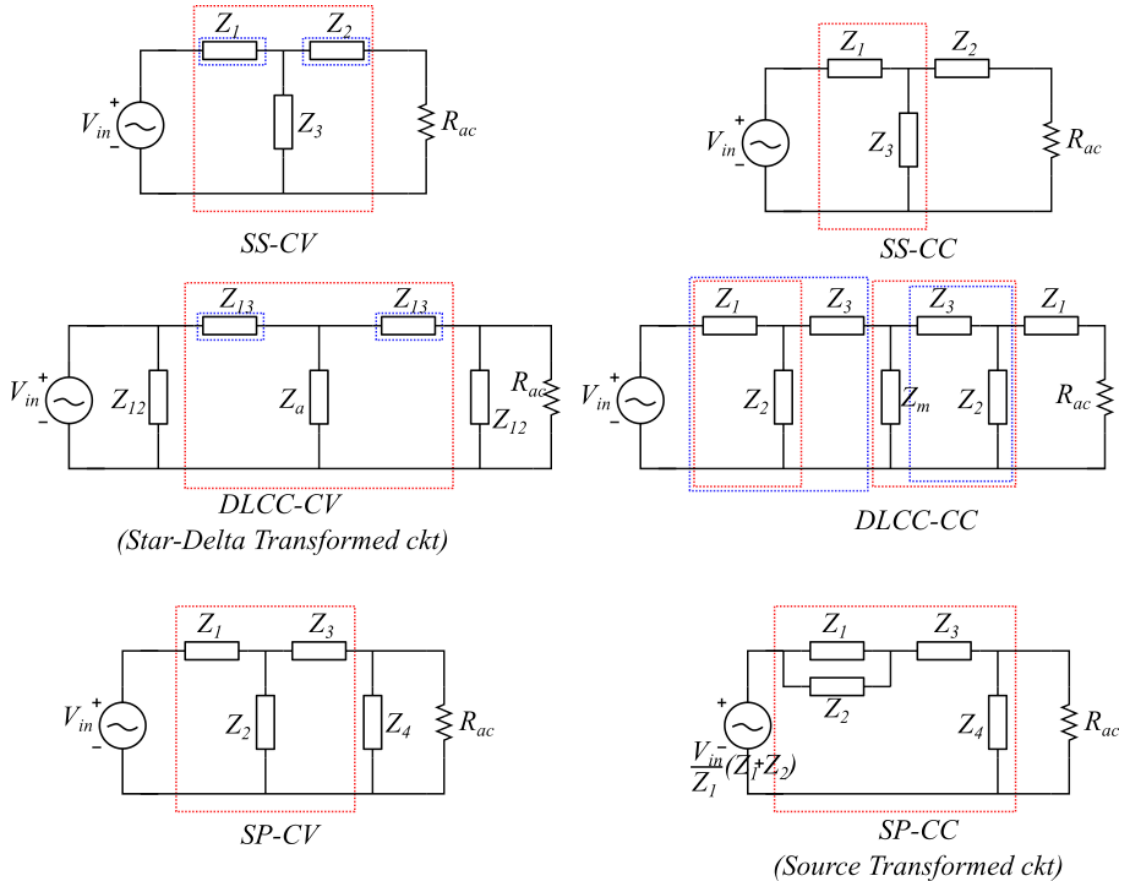 Z1 Z2
Vin + − Z3 Rac
SS-CV
Z1 Z2
Vin + − Z3 Rac
SS-CC
Z13 Z13
Vin + − Z12 Za Z12 Rac
DLCC-CV
(Star-Delta Transformed ckt)
Z1 Z3 Z3 Z1
Vin + − Z2 Zm Z2 Rac
DLCC-CC
Z1 Z3
Vin + − Z2 Z4 Rac
SP-CV
Z1 Z3
Z2
+ − Z4 Rac
Vin/Z1(Z1+Z2)
SP-CC
(Source Transformed ckt)